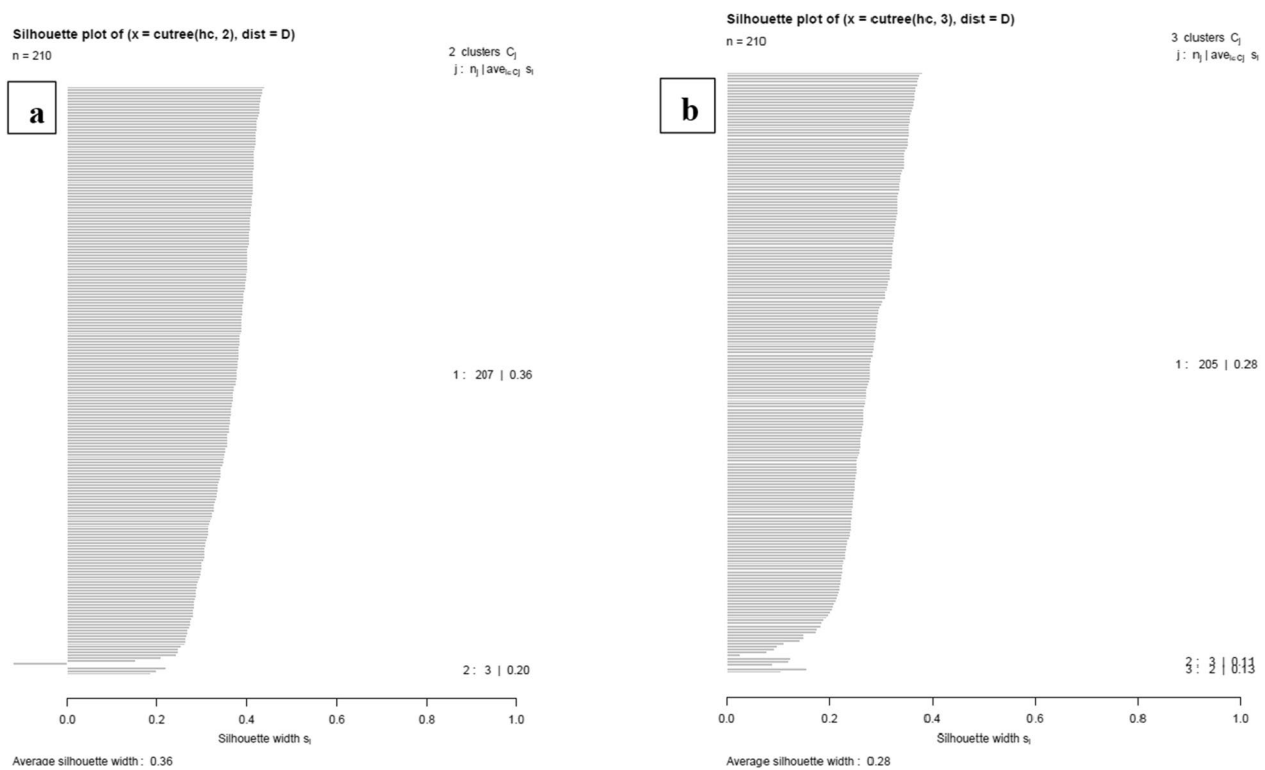 Silhouette plot of (x = cutree(hc, 2), dist = D)
n = 210
2 clusters Cj
j : nj | avei∈Cj si
a
1 : 207 | 0.36
2 : 3 | 0.20
0.0 0.2 0.4 0.6 0.8 1.0
Silhouette width si
Average silhouette width : 0.36
Silhouette plot of (x = cutree(hc, 3), dist = D)
n = 210
3 clusters Cj
j : nj | avei∈Cj si
b
1 : 205 | 0.28
2 : 3 | 0.11
3 : 2 | 0.13
0.0 0.2 0.4 0.6 0.8 1.0
Silhouette width si
Average silhouette width : 0.28